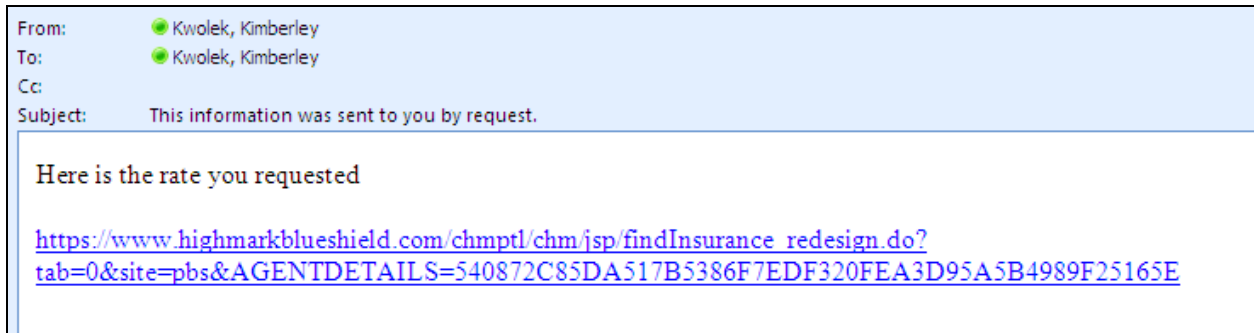 From: Kwolek, Kimberley
To: Kwolek, Kimberley
Cc:
Subject: This information was sent to you by request.
Here is the rate you requested
https://www.highmarkblueshield.com/chmptl/chm/jsp/findInsurance_redesign.do?
tab=0&site=pbs&AGENTDETAILS=540872C85DA517B5386F7EDF320FEA3D95A5B4989F25165E